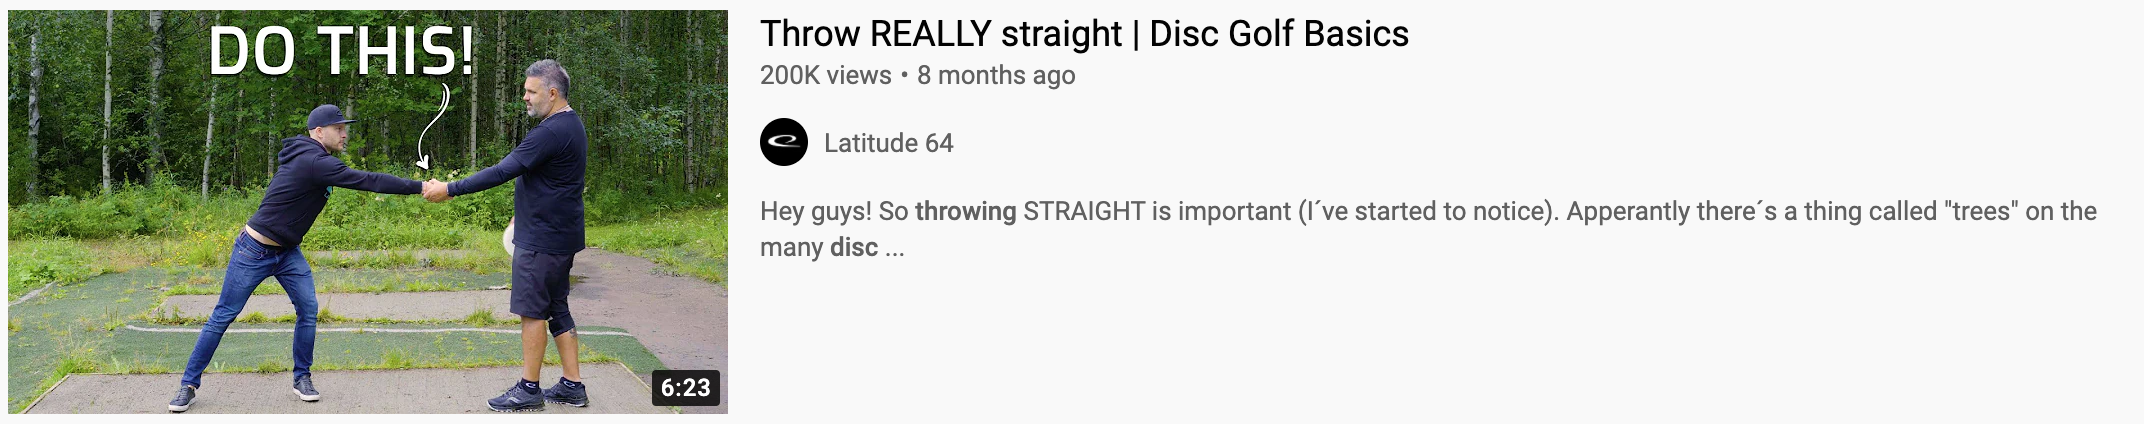 DO THIS!
6:23
Throw REALLY straight | Disc Golf Basics
200K views • 8 months ago
Latitude 64
Hey guys! So throwing STRAIGHT is important (I´ve started to notice). Apperantly there´s a thing called "trees" on the
many disc ...